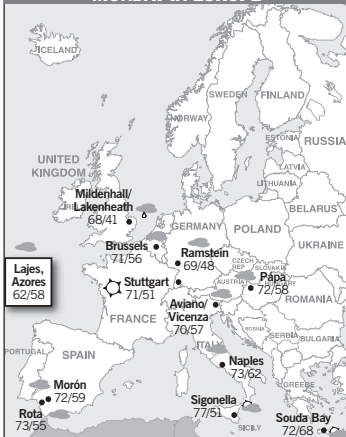 ICELAND
SWEDEN
FINLAND
NORWAY
ESTONIA
RUSSIA
LATVIA
LITHUANIA
UNITED
KINGDOM
Mildenhall/
Lakenheath
68/41
BELARUS
GERMANY
POLAND
Brussels
71/56
Ramstein
69/48
UKRAINE
CZECH
REP
SLOVAKIA
Lajes,
Azores
62/58
Stuttgart
71/51
AUSTRIA
HUNGARY
Pápa
72/58
Aviano/
Vicenza
70/57
ROMANIA
FRANCE
BOSNIA
SERBIA
BULGARIA
ITALY
PORTUGAL
SPAIN
Naples
73/62
Morón
72/59
GREECE
Sigonella
77/51
Rota
73/55
SICILY
Souda Bay
72/68